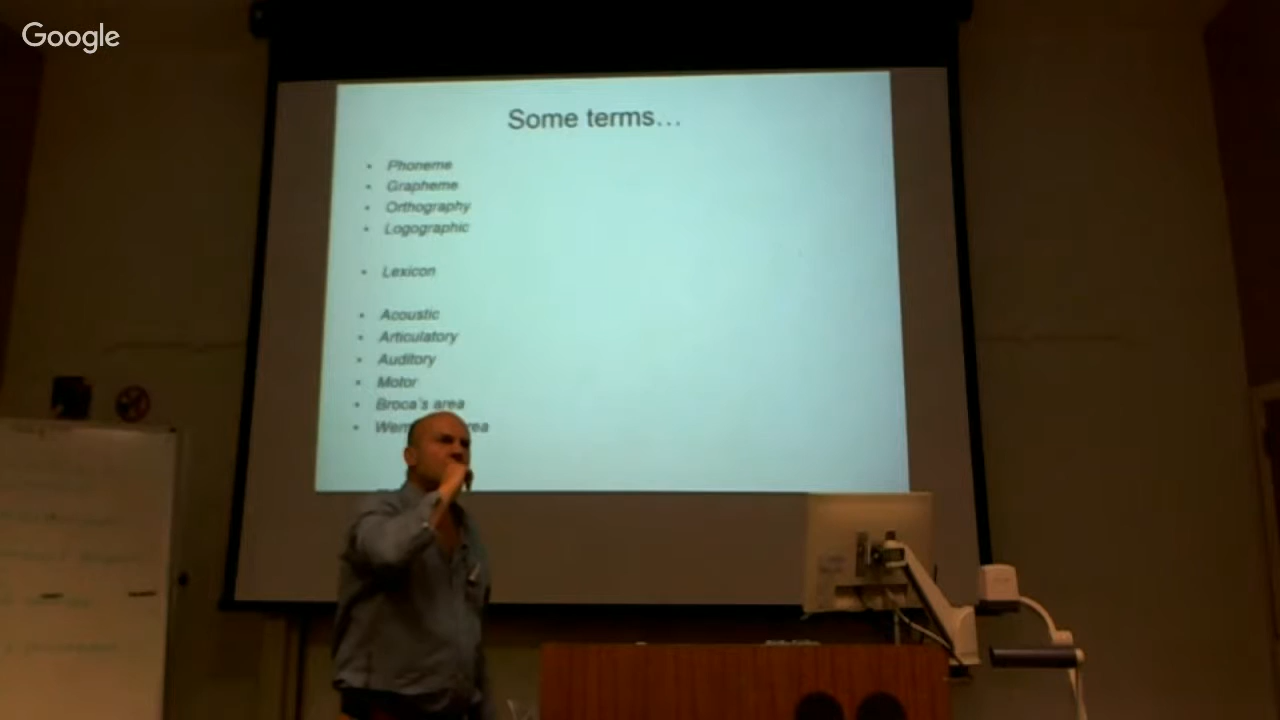 Google
Some terms…
• Phoneme
• Grapheme
• Orthography
• Logographic
• Lexicon
• Acoustic
• Articulatory
• Auditory
• Motor
• Broca's area
•